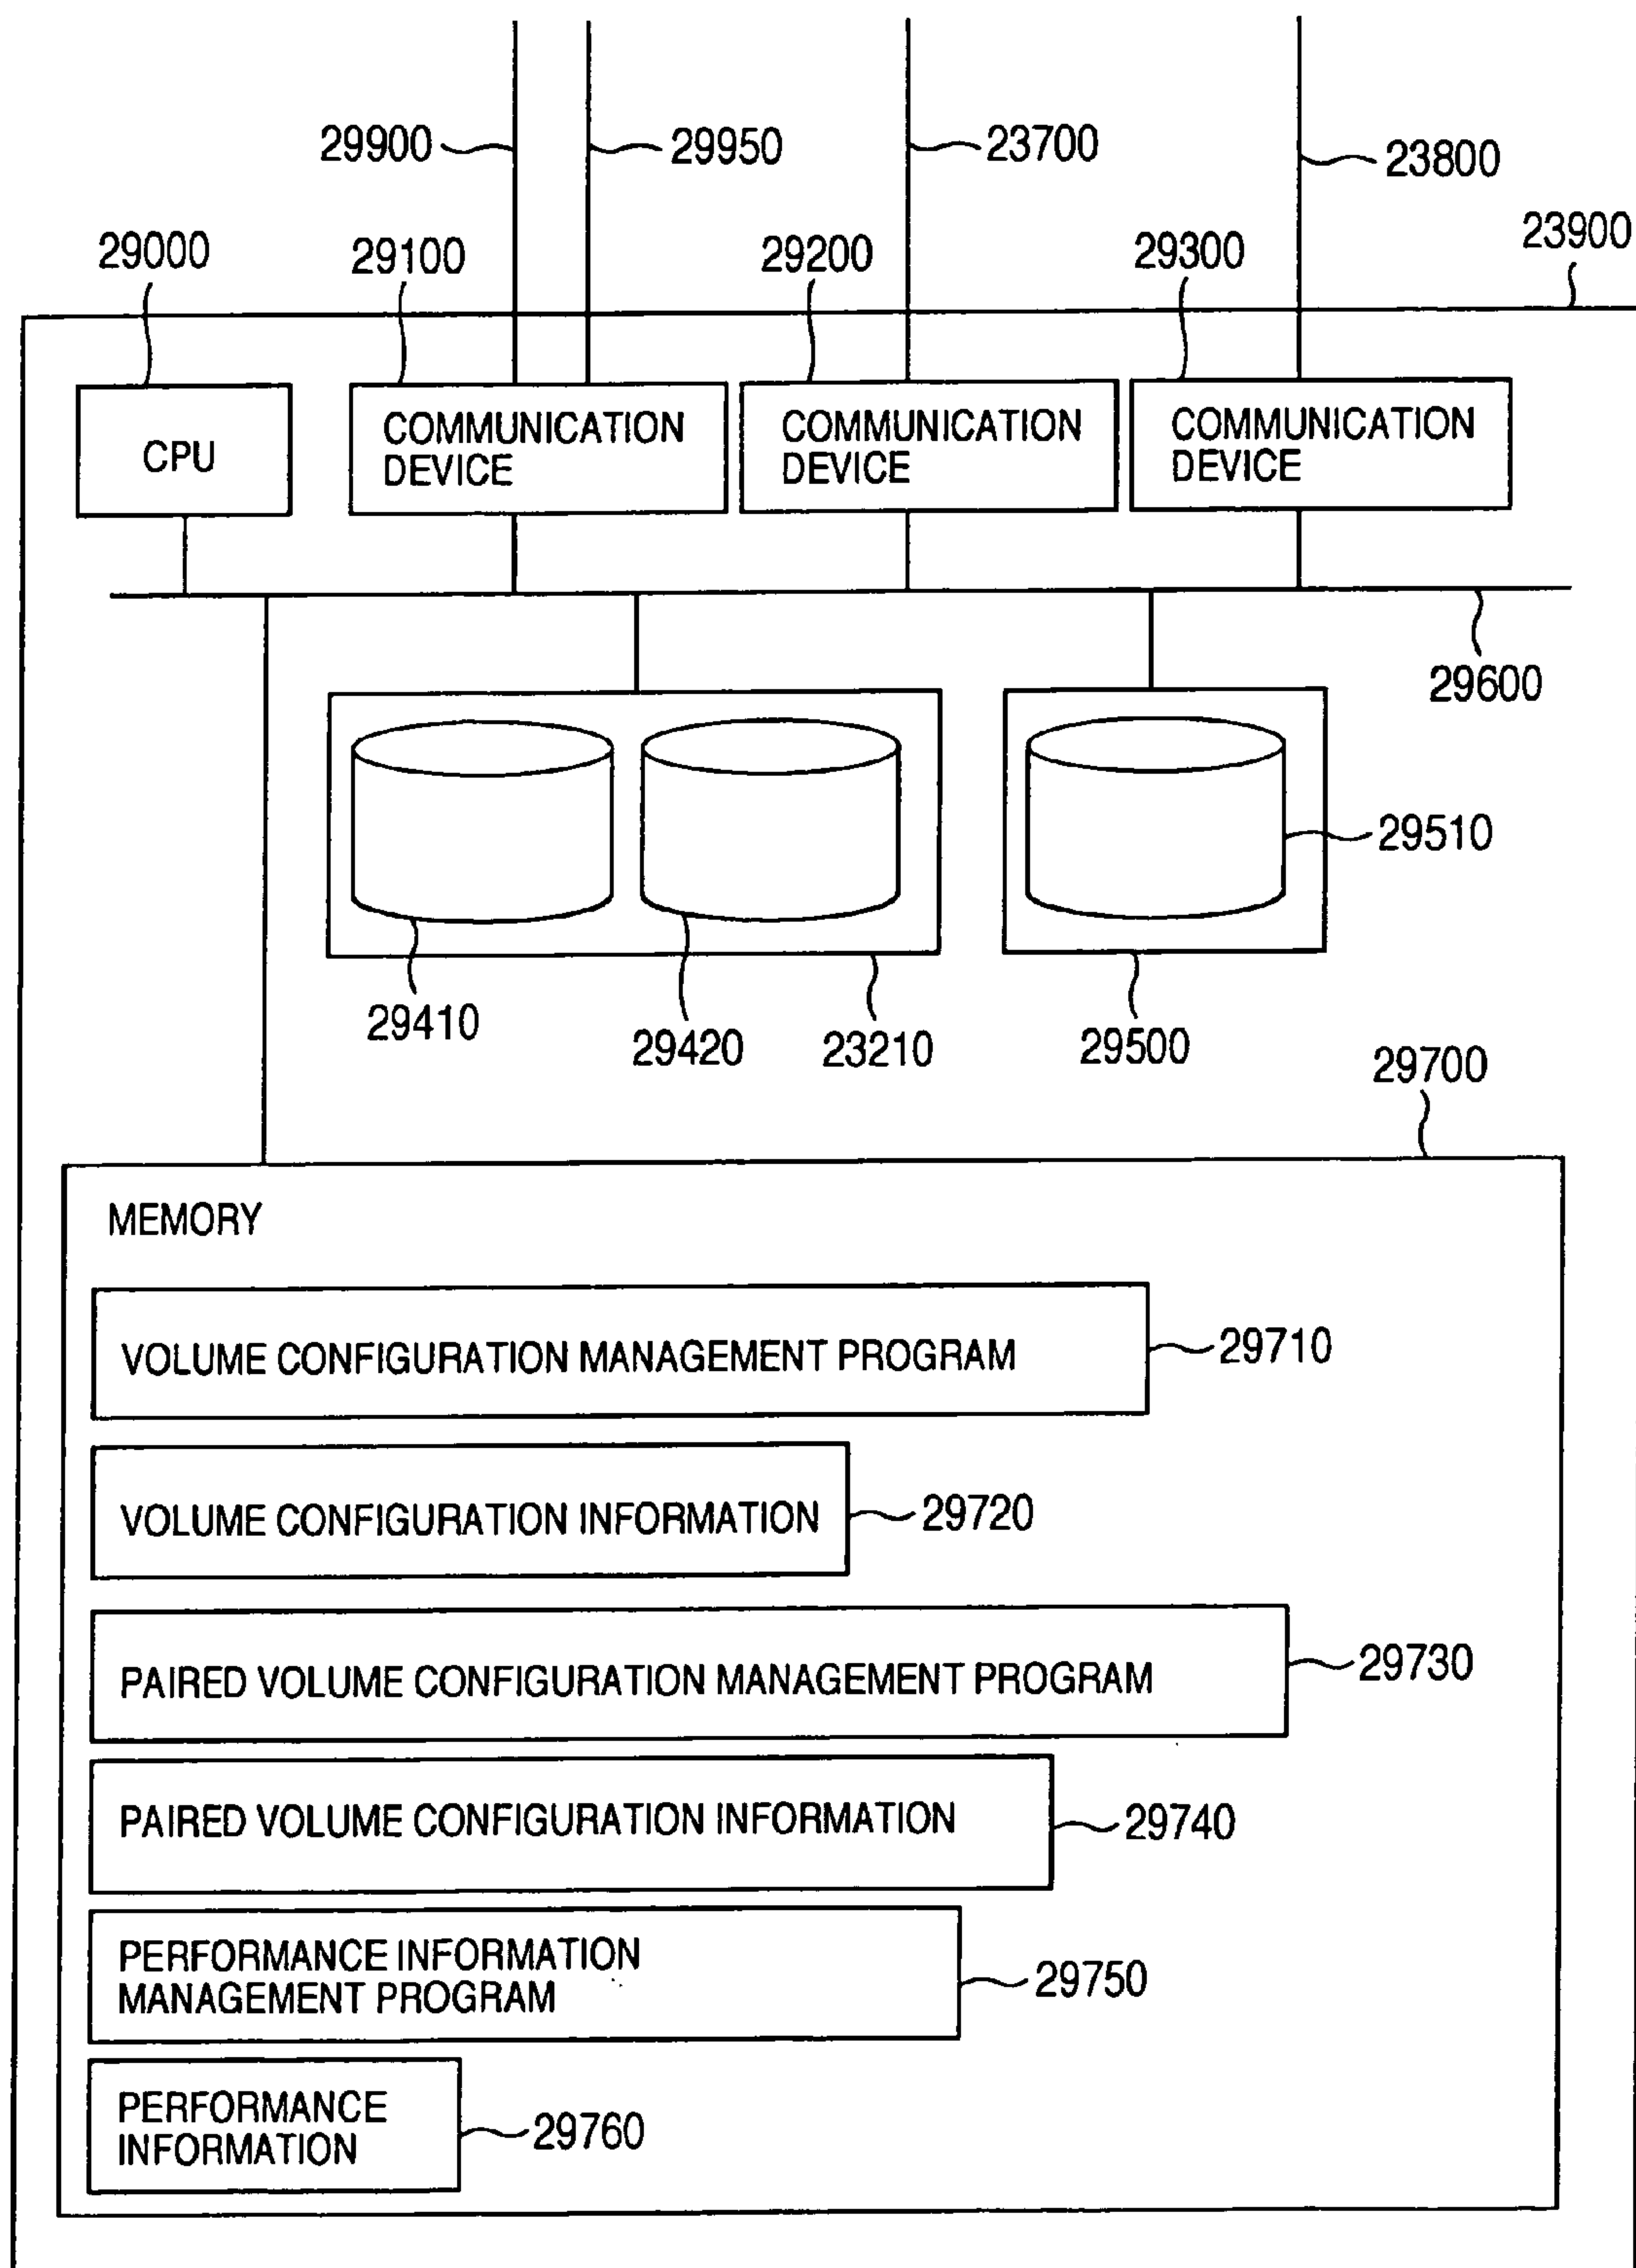 29900
29950
23700
23800
23900
29000
29100
29200
29300
CPU
COMMUNICATION
DEVICE
COMMUNICATION
DEVICE
COMMUNICATION
DEVICE
29600
29510
29410
29420
23210
29500
29700
MEMORY
VOLUME CONFIGURATION MANAGEMENT PROGRAM
29710
VOLUME CONFIGURATION INFORMATION
29720
PAIRED VOLUME CONFIGURATION MANAGEMENT PROGRAM
29730
PAIRED VOLUME CONFIGURATION INFORMATION
29740
PERFORMANCE INFORMATION
MANAGEMENT PROGRAM
29750
PERFORMANCE
INFORMATION
29760